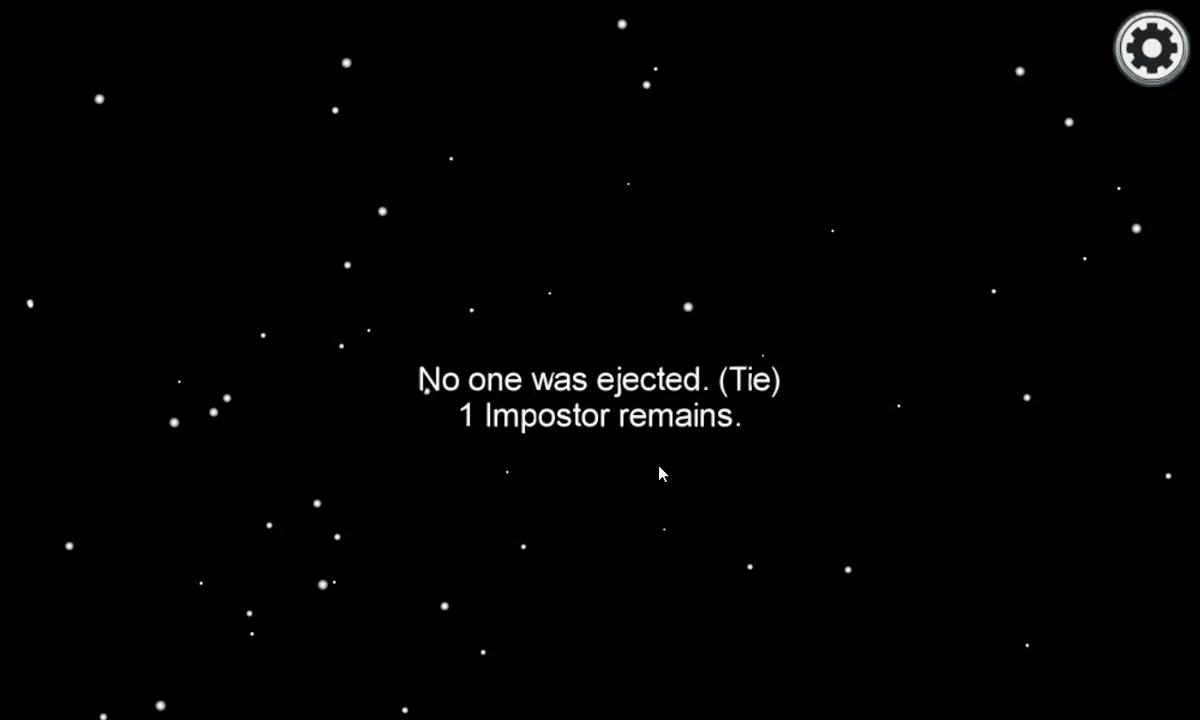 No one was ejected. (Tie)
1 Impostor remains.